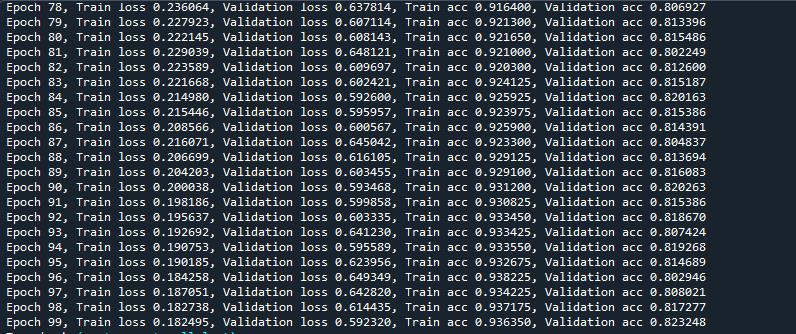 Epoch 78, Train loss 0.236064, Validation loss 0.637814, Train acc 0.916400, Validation acc 0.806927
Epoch 79, Train loss 0.227923, Validation loss 0.607114, Train acc 0.921300, Validation acc 0.813396
Epoch 80, Train loss 0.222145, Validation loss 0.608143, Train acc 0.921650, Validation acc 0.815486
Epoch 81, Train loss 0.229039, Validation loss 0.648121, Train acc 0.921000, Validation acc 0.802249
Epoch 82, Train loss 0.223589, Validation loss 0.609697, Train acc 0.920300, Validation acc 0.812600
Epoch 83, Train loss 0.221668, Validation loss 0.602421, Train acc 0.924125, Validation acc 0.815187
Epoch 84, Train loss 0.214980, Validation loss 0.592600, Train acc 0.925925, Validation acc 0.820163
Epoch 85, Train loss 0.215446, Validation loss 0.595957, Train acc 0.923975, Validation acc 0.815386
Epoch 86, Train loss 0.208566, Validation loss 0.600567, Train acc 0.925900, Validation acc 0.814391
Epoch 87, Train loss 0.216071, Validation loss 0.645042, Train acc 0.923300, Validation acc 0.804837
Epoch 88, Train loss 0.206699, Validation loss 0.616105, Train acc 0.929125, Validation acc 0.813694
Epoch 89, Train loss 0.204203, Validation loss 0.603455, Train acc 0.929100, Validation acc 0.816083
Epoch 90, Train loss 0.200038, Validation loss 0.593468, Train acc 0.931200, Validation acc 0.820263
Epoch 91, Train loss 0.198186, Validation loss 0.599858, Train acc 0.930825, Validation acc 0.815386
Epoch 92, Train loss 0.195637, Validation loss 0.603335, Train acc 0.933450, Validation acc 0.818670
Epoch 93, Train loss 0.192692, Validation loss 0.641230, Train acc 0.933425, Validation acc 0.807424
Epoch 94, Train loss 0.190753, Validation loss 0.595589, Train acc 0.933550, Validation acc 0.819268
Epoch 95, Train loss 0.190185, Validation loss 0.623956, Train acc 0.932675, Validation acc 0.814689
Epoch 96, Train loss 0.184258, Validation loss 0.649349, Train acc 0.938225, Validation acc 0.802946
Epoch 97, Train loss 0.187051, Validation loss 0.642820, Train acc 0.934225, Validation acc 0.808021
Epoch 98, Train loss 0.182738, Validation loss 0.614435, Train acc 0.937175, Validation acc 0.817277
Epoch 99, Train loss 0.182495, Validation loss 0.592320, Train acc 0.936350, Validation acc 0.823248